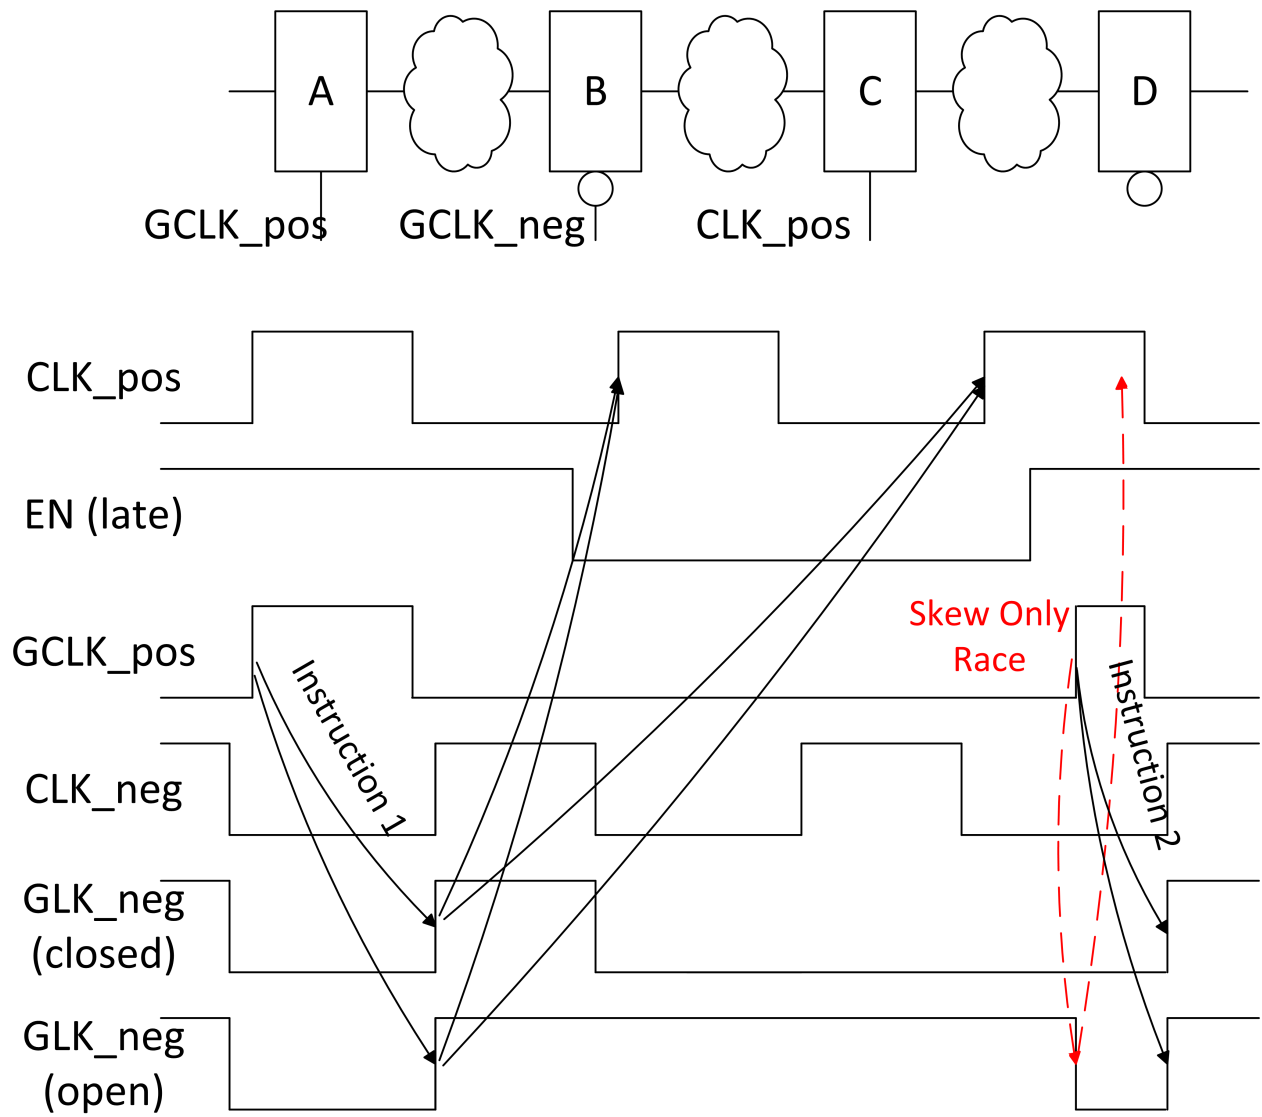 A
B
C
D
GCLK_pos
GCLK_neg
CLK_pos
CLK_pos
EN (late)
GCLK_pos
Skew Only
Race
Instruction 1
Instruction 2
CLK_neg
GLK_neg
(closed)
GLK_neg
(open)